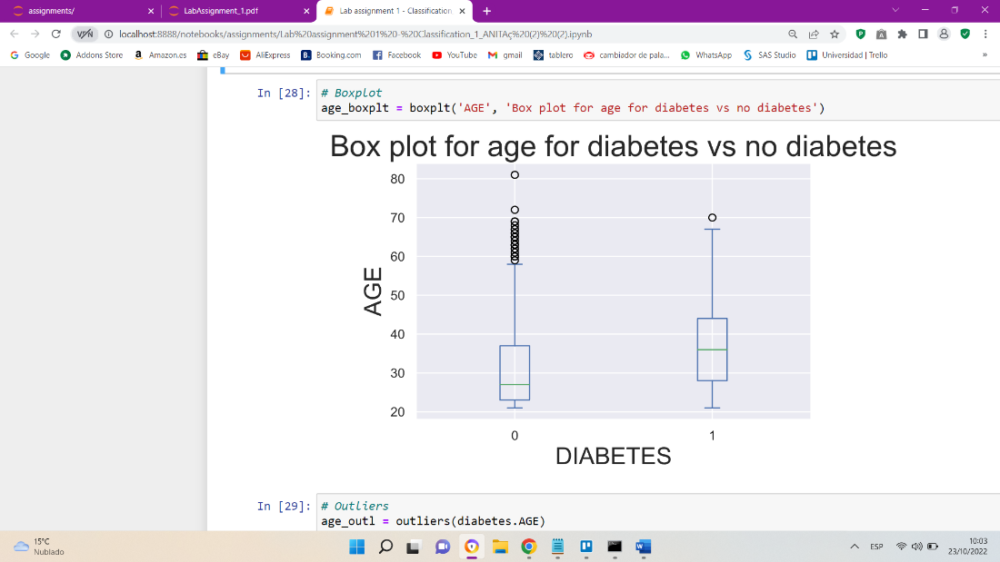 assignments/
LabAssignment_1.pdf
Lab assignment 1 - Classification
VPN
localhost:8888/notebooks/assignments/Lab%20assignment%201%20-%20Classification_1_ANITAç%20(2)%20(2).ipynb
Google
Addons Store
Amazon.es
eBay
AliExpress
Booking.com
Facebook
YouTube
gmail
tablero
cambiador de pala...
WhatsApp
SAS Studio
Universidad | Trello
»
In [28]:
# Boxplot
age_boxplt = boxplt('AGE', 'Box plot for age for diabetes vs no diabetes')
Box plot for age for diabetes vs no diabetes
80
70
60
50
40
30
20
AGE
0
1
DIABETES
In [29]:
# Outliers
age_outl = outliers(diabetes.AGE)
15°C
Nublado
ESP
10:03
23/10/2022